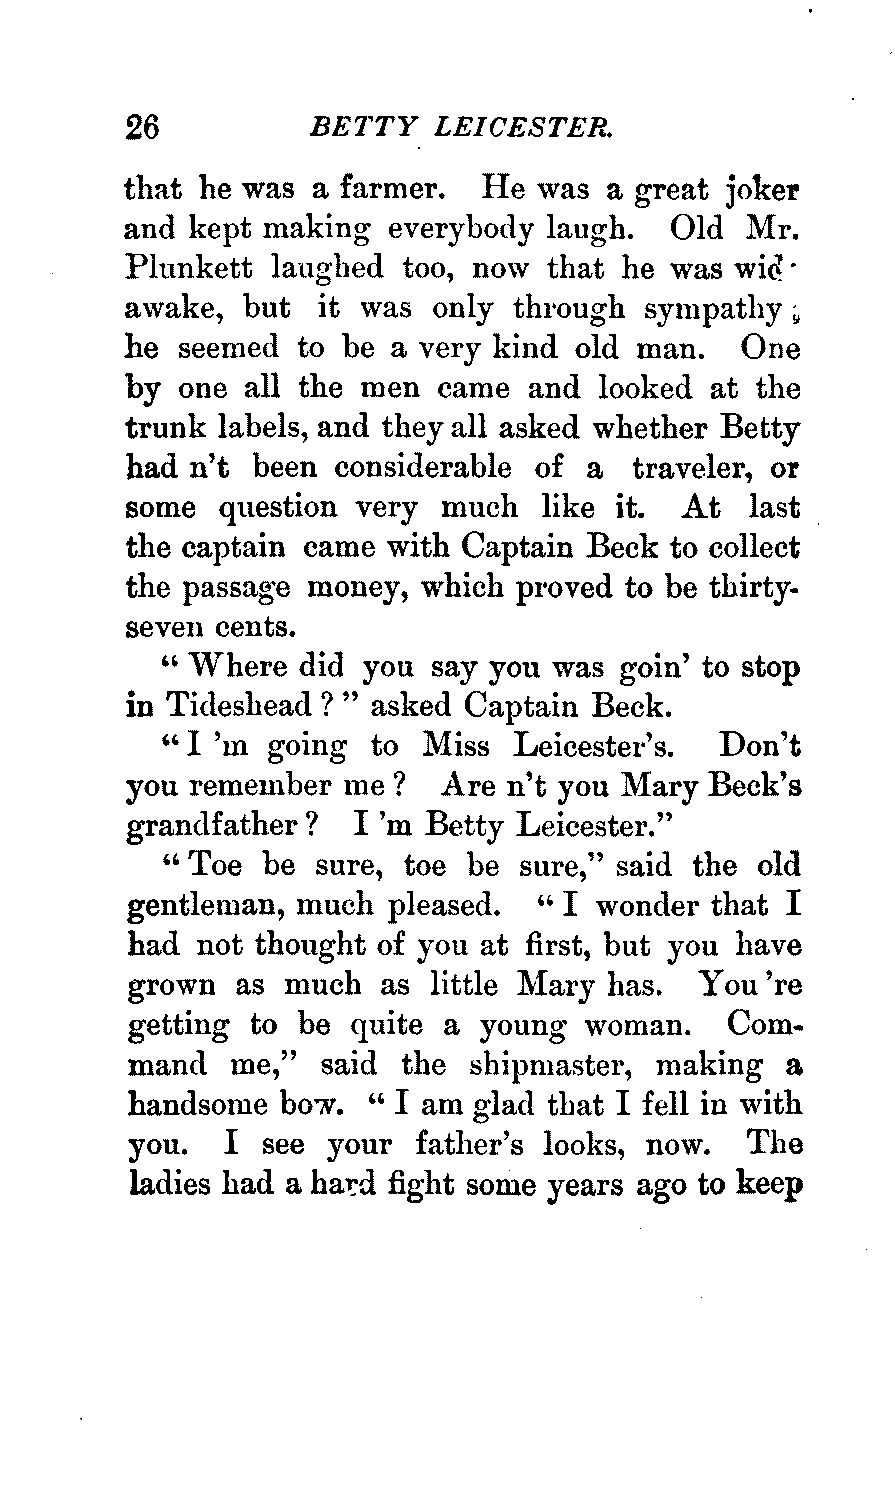 26 BETTY LEICESTER.
that he was a farmer. He was a great joker
and kept making everybody laugh. Old Mr.
Plunkett laughed too, now that he was wid
awake, but it was only through sympathy;
he seemed to be a very kind old man. One
by one all the men came and looked at the
trunk labels, and they all asked whether Betty
had n't been considerable of a traveler, or
some question very much like it. At last
the captain came with Captain Beck to collect
the passage money, which proved to be thirty-
seven cents.
“Where did you say you was goin' to stop
in Tideshead?” asked Captain Beck.
“I 'm going to Miss Leicester's. Don't
you remember me? Are n't you Mary Beck's
grandfather? I 'm Betty Leicester.”
“Toe be sure, toe be sure,” said the old
gentleman, much pleased. “I wonder that I
had not thought of you at first, but you have
grown as much as little Mary has. You 're
getting to be quite a young woman. Com-
mand me,” said the shipmaster, making a
handsome bow. “I am glad that I fell in with
you. I see your father's looks, now. The
ladies had a hard fight some years ago to keep